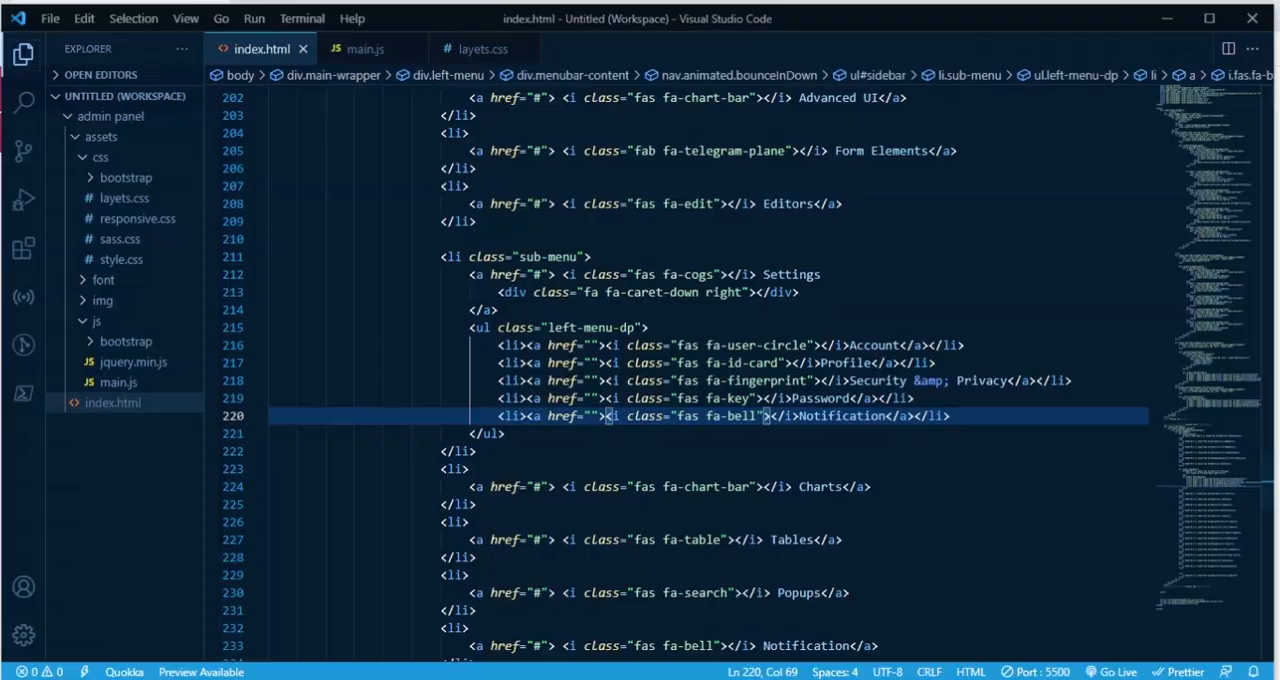 File Edit Selection View Go Run Terminal Help index.html - Untitled (Workspace) - Visual Studio Code
EXPLORER ··· <> index.html × JS main.js # layets.css ···
> OPEN EDITORS
UNTITLED (WORKSPACE)
admin panel
assets
css
> bootstrap
# layets.css
# responsive.css
# sass.css
# style.css
> font
> img
js
> bootstrap
JS jquery.min.js
JS main.js
<> index.html
body > div.main-wrapper > div.left-menu > div.menubar-content > nav.animated.bounceInDown > ul#sidebar > li.sub-menu > ul.left-menu-dp > li > a > i.fas.fa-b
202 <a href="#"> <i class="fas fa-chart-bar"></i> Advanced UI</a>
203 </li>
204 <li>
205 <a href="#"> <i class="fab fa-telegram-plane"></i> Form Elements</a>
206 </li>
207 <li>
208 <a href="#"> <i class="fas fa-edit"></i> Editors</a>
209 </li>
210
211 <li class="sub-menu">
212 <a href="#"> <i class="fas fa-cogs"></i> Settings
213 <div class="fa fa-caret-down right"></div>
214 </a>
215 <ul class="left-menu-dp">
216 <li><a href=""><i class="fas fa-user-circle"></i>Account</a></li>
217 <li><a href=""><i class="fas fa-id-card"></i>Profile</a></li>
218 <li><a href=""><i class="fas fa-fingerprint"></i>Security &amp; Privacy</a></li>
219 <li><a href=""><i class="fas fa-key"></i>Password</a></li>
220 <li><a href=""><i class="fas fa-bell"></i>Notification</a></li>
221 </ul>
222 </li>
223 <li>
224 <a href="#"> <i class="fas fa-chart-bar"></i> Charts</a>
225 </li>
226 <li>
227 <a href="#"> <i class="fas fa-table"></i> Tables</a>
228 </li>
229 <li>
230 <a href="#"> <i class="fas fa-search"></i> Popups</a>
231 </li>
232 <li>
233 <a href="#"> <i class="fas fa-bell"></i> Notification</a>
0 0 Quokka Preview Available Ln 220, Col 69 Spaces: 4 UTF-8 CRLF HTML Port : 5500 Go Live Prettier